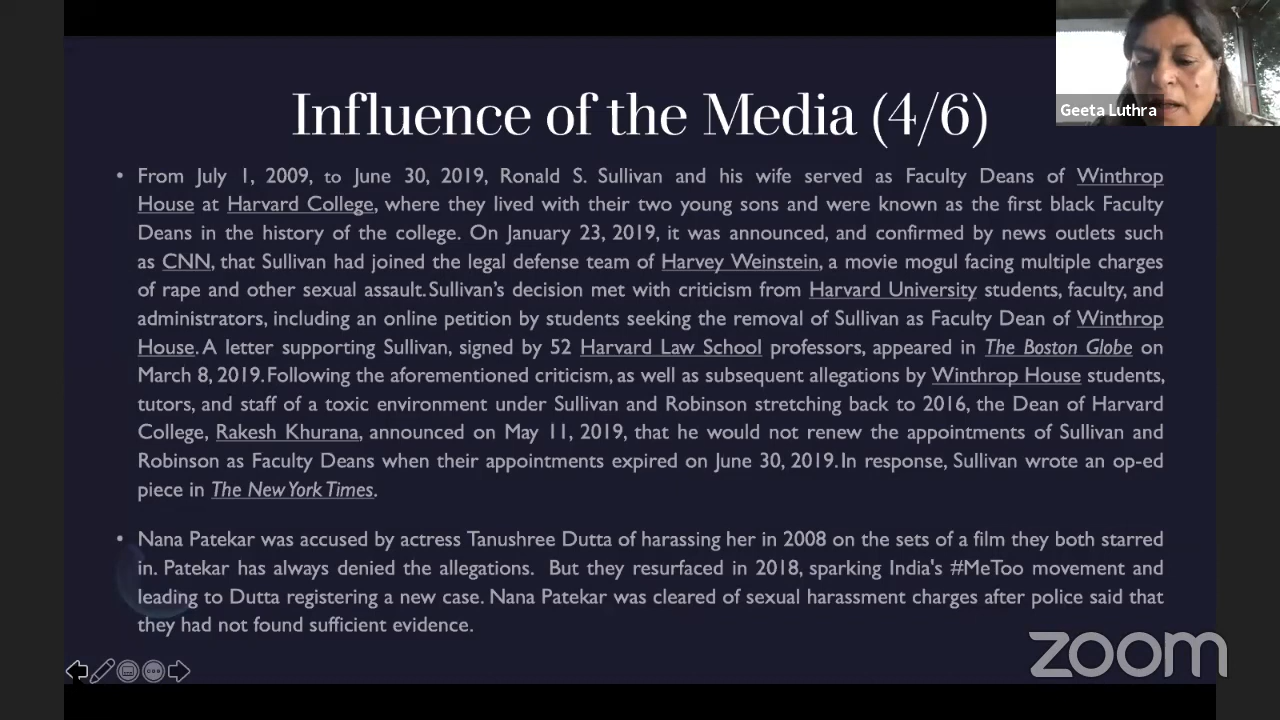 Geeta Luthra
Influence of the Media (4/6)
• From July 1, 2009, to June 30, 2019, Ronald S. Sullivan and his wife served as Faculty Deans of Winthrop
House at Harvard College, where they lived with their two young sons and were known as the first black Faculty
Deans in the history of the college. On January 23, 2019, it was announced, and confirmed by news outlets such
as CNN, that Sullivan had joined the legal defense team of Harvey Weinstein, a movie mogul facing multiple charges
of rape and other sexual assault.Sullivan's decision met with criticism from Harvard University students, faculty, and
administrators, including an online petition by students seeking the removal of Sullivan as Faculty Dean of Winthrop
House. A letter supporting Sullivan, signed by 52 Harvard Law School professors, appeared in The Boston Globe on
March 8, 2019.Following the aforementioned criticism, as well as subsequent allegations by Winthrop House students,
tutors, and staff of a toxic environment under Sullivan and Robinson stretching back to 2016, the Dean of Harvard
College, Rakesh Khurana, announced on May 11, 2019, that he would not renew the appointments of Sullivan and
Robinson as Faculty Deans when their appointments expired on June 30, 2019. In response, Sullivan wrote an op-ed
piece in The New York Times.
• Nana Patekar was accused by actress Tanushree Dutta of harassing her in 2008 on the sets of a film they both starred
in. Patekar has always denied the allegations.  But they resurfaced in 2018, sparking India's #MeToo movement and
leading to Dutta registering a new case. Nana Patekar was cleared of sexual harassment charges after police said that
they had not found sufficient evidence.
zoom